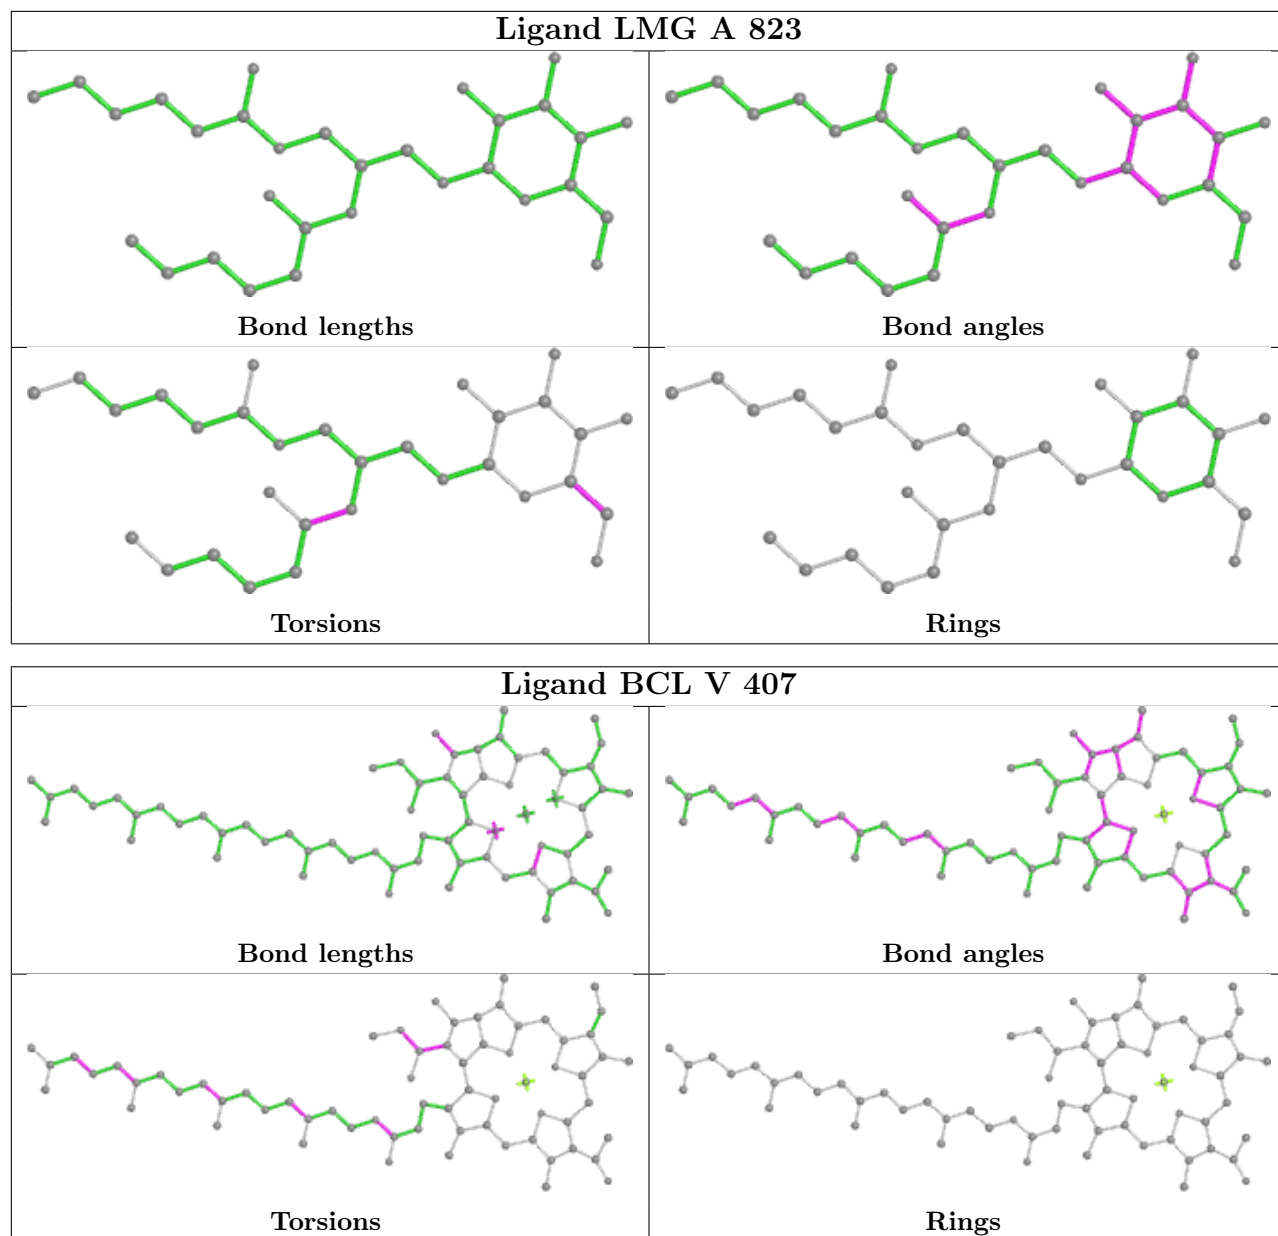 Ligand LMG A 823
Bond lengths
Bond angles
Torsions
Rings
Ligand BCL V 407
Bond lengths
Bond angles
Torsions
Rings